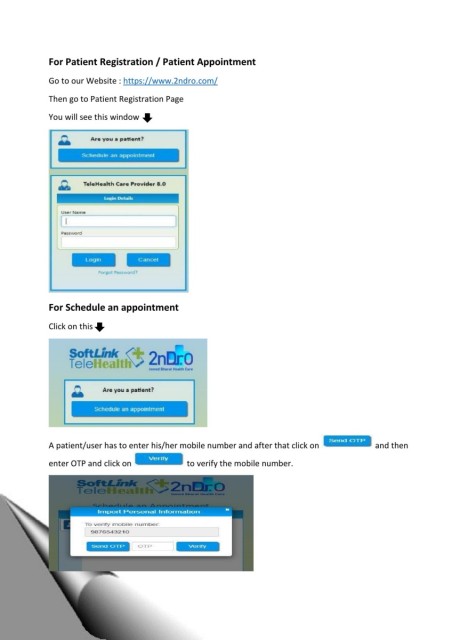 For Patient Registration / Patient Appointment
Go to our Website : https://www.2ndro.com/
Then go to Patient Registration Page
You will see this window
Are you a patient?
Schedule an appointment
TeleHealth Care Provider 8.0
Login Details
User Name
Password
Login Cancel
Forgot Password?
For Schedule an appointment
Click on this
SoftLink 2nDrO
TeleHealth
Are you a patient?
Schedule an appointment
A patient/user has to enter his/her mobile number and after that click on Send OTP and then
enter OTP and click on Verify to verify the mobile number.
SoftLink 2nDrO
TeleHealth
Schedule an Appointment
Import Personal Information
To verify mobile number
9876543210
Send OTP OTP Verify